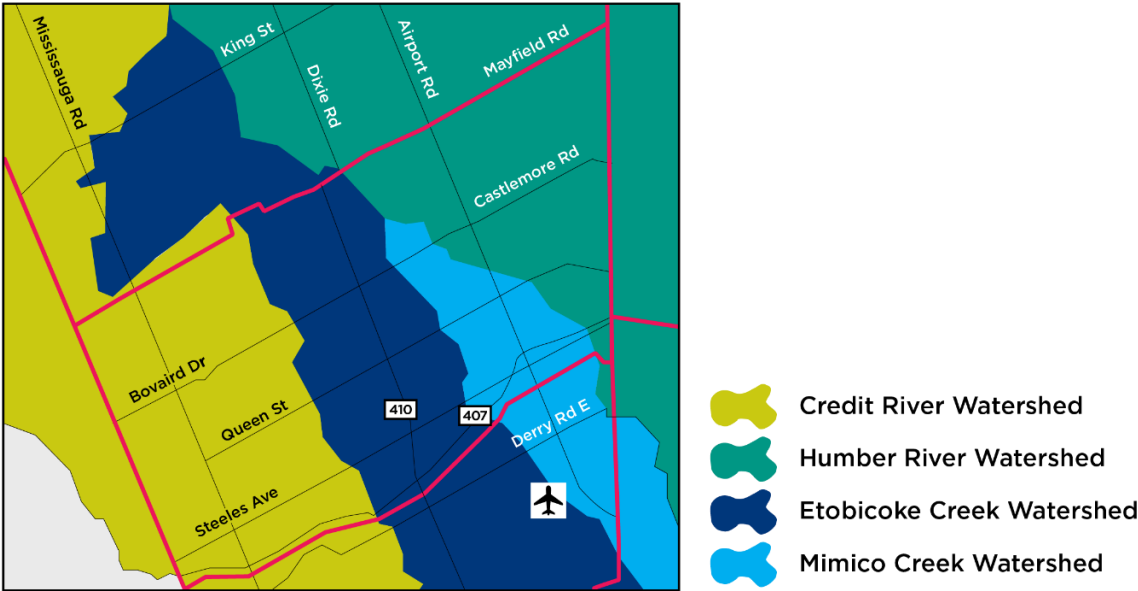 Mississauga Rd
King St
Dixie Rd
Airport Rd
Mayfield Rd
Castlemore Rd
Bovaird Dr
Queen St
410
407
Derry Rd E
Steeles Ave
Credit River Watershed
Humber River Watershed
Etobicoke Creek Watershed
Mimico Creek Watershed